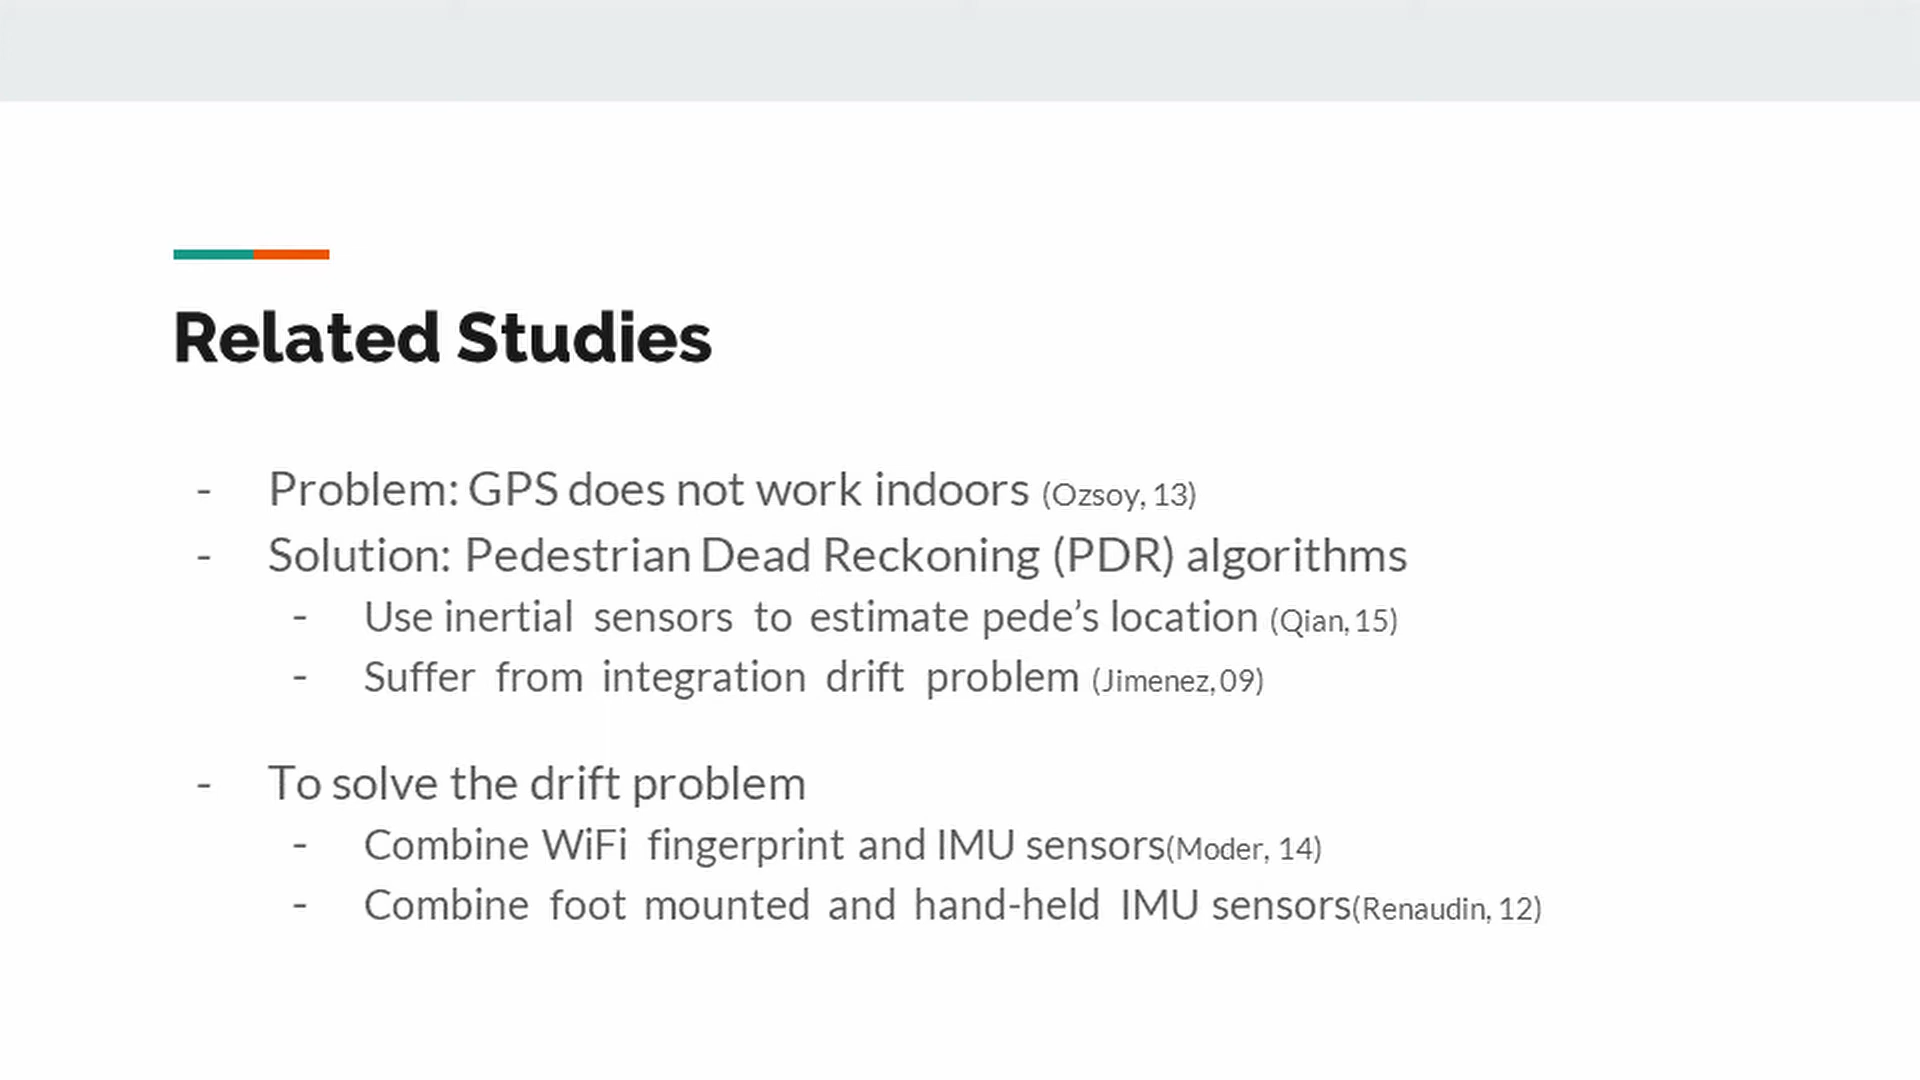 Related Studies
- Problem: GPS does not work indoors (Ozsoy, 13)
- Solution: Pedestrian Dead Reckoning (PDR) algorithms
- Use inertial sensors to estimate pede’s location (Qian, 15)
- Suffer from integration drift problem (Jimenez, 09)
- To solve the drift problem
- Combine WiFi fingerprint and IMU sensors(Moder, 14)
- Combine foot mounted and hand-held IMU sensors(Renaudin, 12)